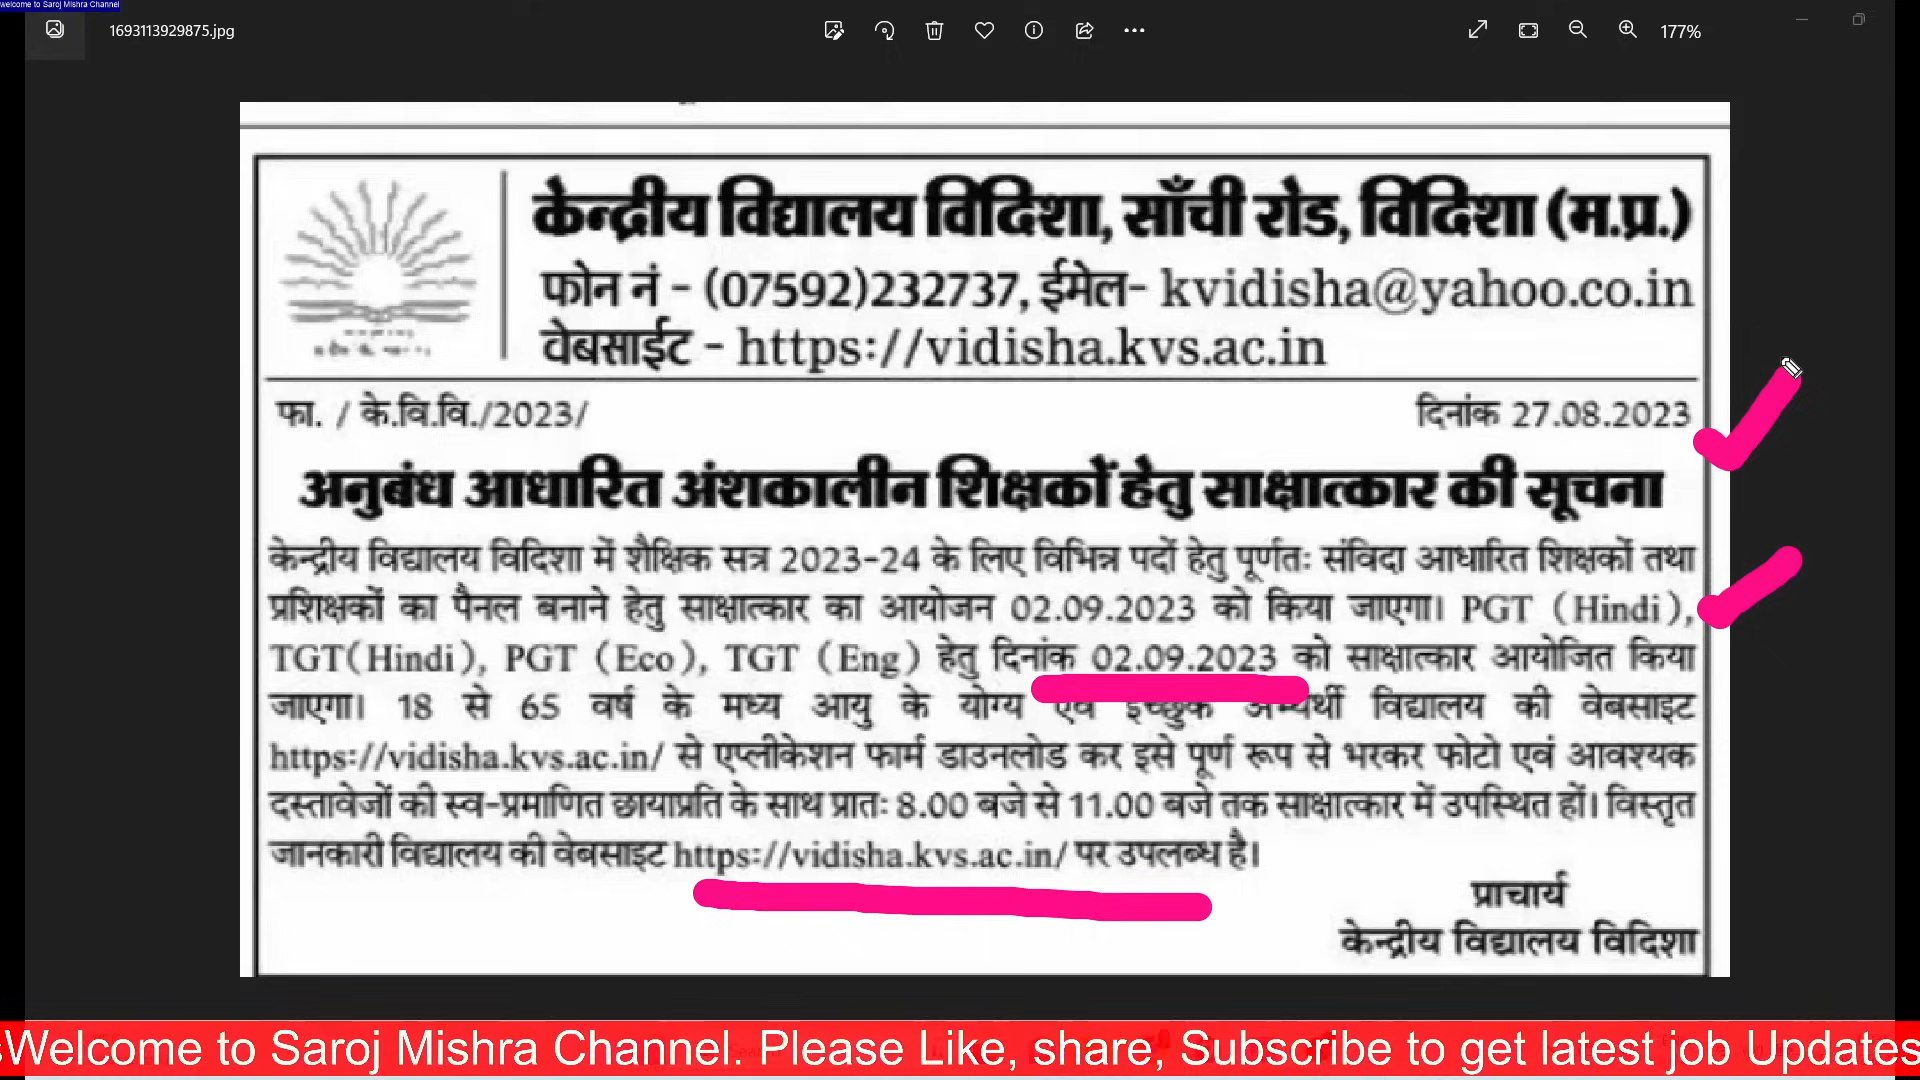 welcome to Saroj Mishra Channel
1693113929875.jpg
177%
केन्द्रीय विद्यालय विदिशा, साँची रोड, विदिशा (म.प्र.)
फोन नं - (07592)232737, ईमेल- kvidisha@yahoo.co.in
वेबसाईट - https://vidisha.kvs.ac.in
फा. / के.वि.वि./2023/
दिनांक 27.08.2023
अनुबंध आधारित अंशकालीन शिक्षकों हेतु साक्षात्कार की सूचना
केन्द्रीय विद्यालय विदिशा में शैक्षिक सत्र 2023-24 के लिए विभिन्न पदों हेतु पूर्णतः संविदा आधारित शिक्षकों तथा
प्रशिक्षकों का पैनल बनाने हेतु साक्षात्कार का आयोजन 02.09.2023 को किया जाएगा। PGT (Hindi),
TGT(Hindi), PGT (Eco), TGT (Eng) हेतु दिनांक 02.09.2023 को साक्षात्कार आयोजित किया
जाएगा। 18 से 65 वर्ष के मध्य आयु के योग्य एवं इच्छुक अभ्यर्थी विद्यालय की वेबसाइट
https://vidisha.kvs.ac.in/ से एप्लीकेशन फार्म डाउनलोड कर इसे पूर्ण रूप से भरकर फोटो एवं आवश्यक
दस्तावेजों की स्व-प्रमाणित छायाप्रति के साथ प्रातः 8.00 बजे से 11.00 बजे तक साक्षात्कार में उपस्थित हों। विस्तृत
जानकारी विद्यालय की वेबसाइट https://vidisha.kvs.ac.in/ पर उपलब्ध है।
प्राचार्य
केन्द्रीय विद्यालय विदिशा
Welcome to Saroj Mishra Channel. Please Like, share, Subscribe to get latest job Updates